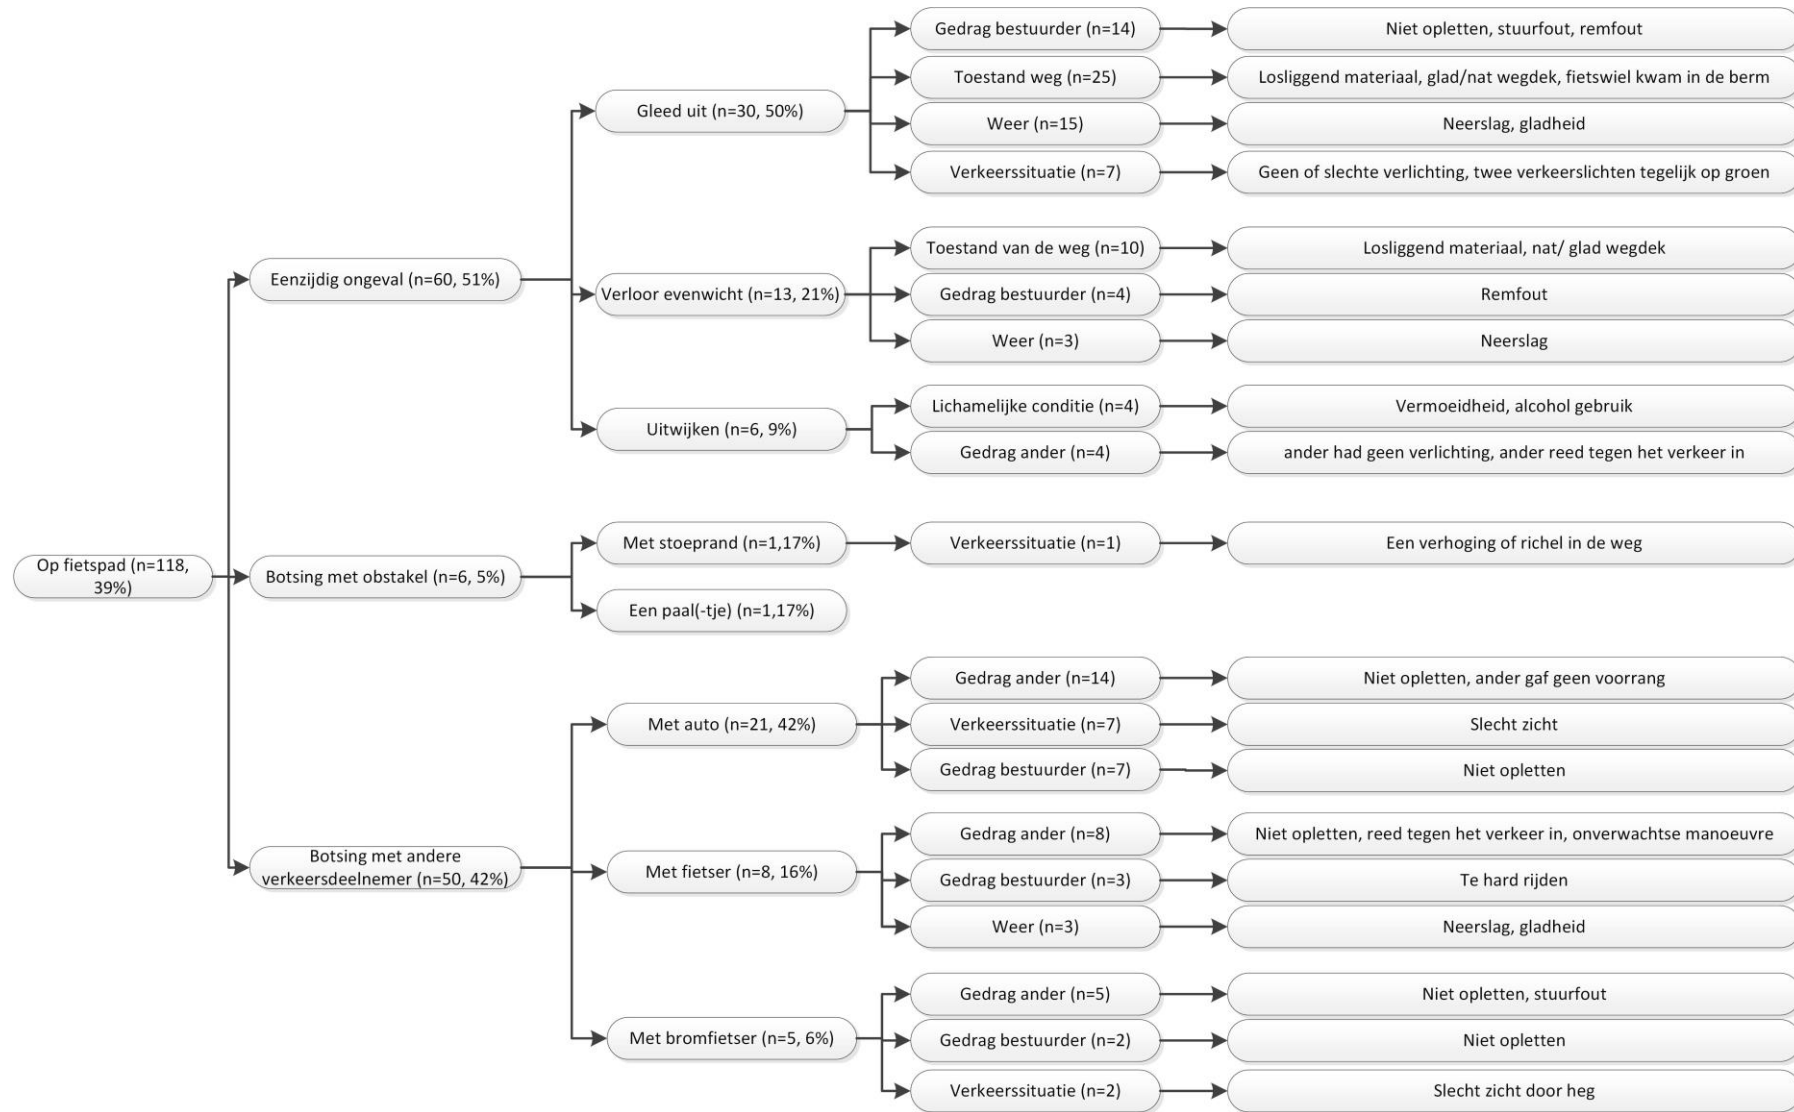 Gedrag bestuurder (n=14)
Niet opletten, stuurfout, remfout
Toestand weg (n=25)
Losliggend materiaal, glad/nat wegdek, fietswiel kwam in de berm
Gleed uit (n=30, 50%)
Weer (n=15)
Neerslag, gladheid
Verkeerssituatie (n=7)
Geen of slechte verlichting, twee verkeerslichten tegelijk op groen
Toestand van de weg (n=10)
Losliggend materiaal, nat/ glad wegdek
Eenzijdig ongeval (n=60, 51%)
Verloor evenwicht (n=13, 21%)
Gedrag bestuurder (n=4)
Remfout
Weer (n=3)
Neerslag
Lichamelijke conditie (n=4)
Vermoeidheid, alcohol gebruik
Uitwijken (n=6, 9%)
Gedrag ander (n=4)
ander had geen verlichting, ander reed tegen het verkeer in
Met stoeprand (n=1,17%)
Verkeerssituatie (n=1)
Een verhoging of richel in de weg
Op fietspad (n=118,
39%)
Botsing met obstakel (n=6, 5%)
Een paal(-tje) (n=1,17%)
Gedrag ander (n=14)
Niet opletten, ander gaf geen voorrang
Met auto (n=21, 42%)
Verkeerssituatie (n=7)
Slecht zicht
Gedrag bestuurder (n=7)
Niet opletten
Gedrag ander (n=8)
Niet opletten, reed tegen het verkeer in, onverwachtse manoeuvre
Botsing met andere
verkeersdeelnemer (n=50, 42%)
Met fietser (n=8, 16%)
Gedrag bestuurder (n=3)
Te hard rijden
Weer (n=3)
Neerslag, gladheid
Gedrag ander (n=5)
Niet opletten, stuurfout
Met bromfietser (n=5, 6%)
Gedrag bestuurder (n=2)
Niet opletten
Verkeerssituatie (n=2)
Slecht zicht door heg